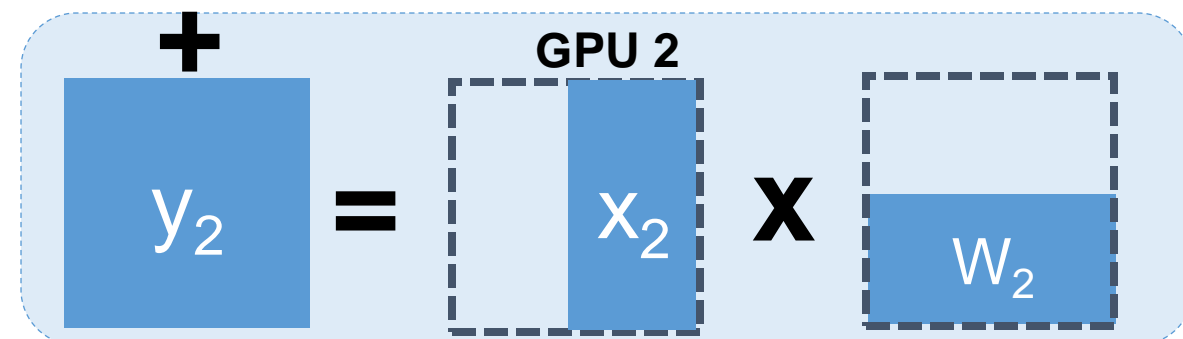 +
GPU 2
y₂ = x₂ x W₂